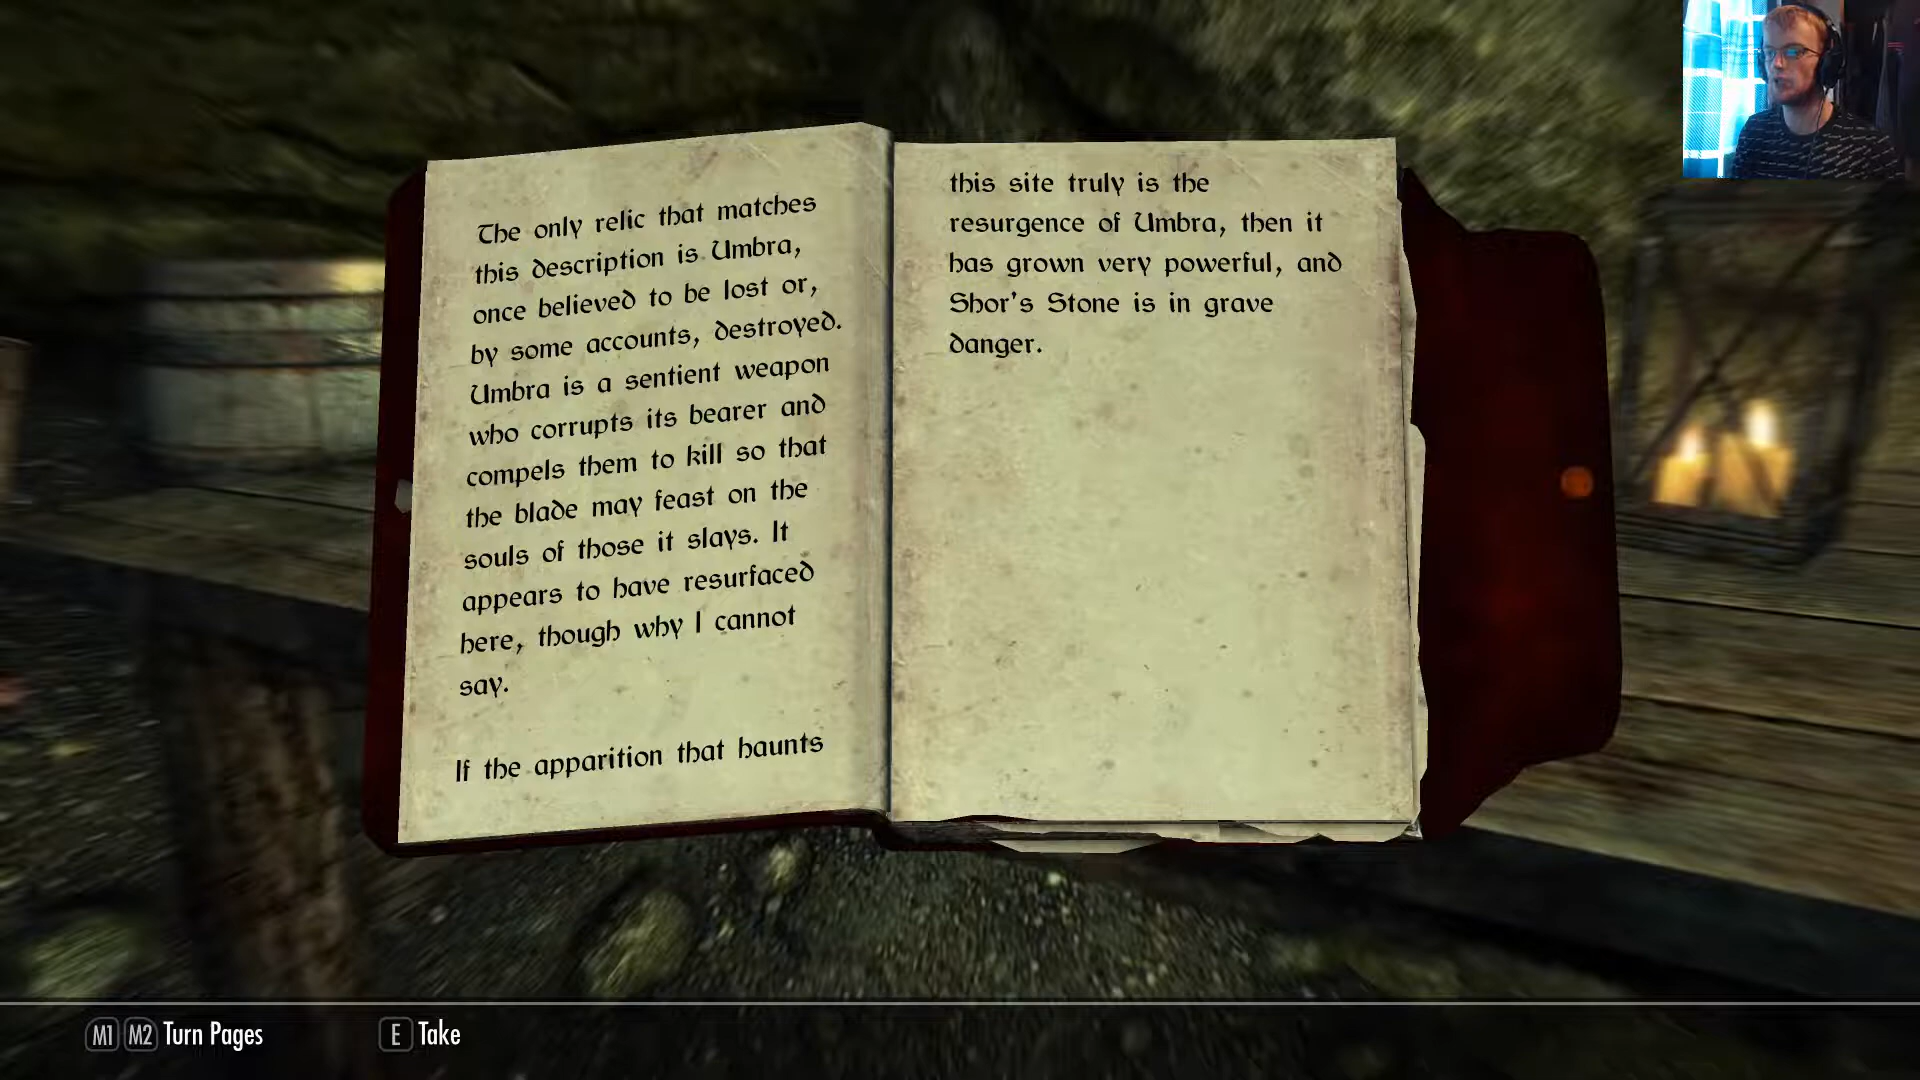 The only relic that matches
this description is Umbra,
once believed to be lost or,
by some accounts, destroyed.
Umbra is a sentient weapon
who corrupts its bearer and
compels them to kill so that
the blade may feast on the
souls of those it slays. It
appears to have resurfaced
here, though why I cannot
say.
If the apparition that haunts
this site truly is the
resurgence of Umbra, then it
has grown very powerful, and
Shor's Stone is in grave
danger.
M1 M2 Turn Pages
E Take